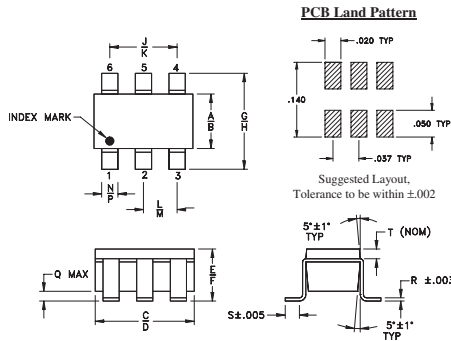 PCB Land Pattern
J
K
6 5 4
A
B
G
H
INDEX MARK
1 2 3
N
P
L
M
.020 TYP
.140
.050 TYP
.037 TYP
Suggested Layout,
Tolerance to be within ±.002
Q MAX
E
F
C
D
5°±1°
TYP
T (NOM)
R ±.003
S±.005
5°±1°
TYP